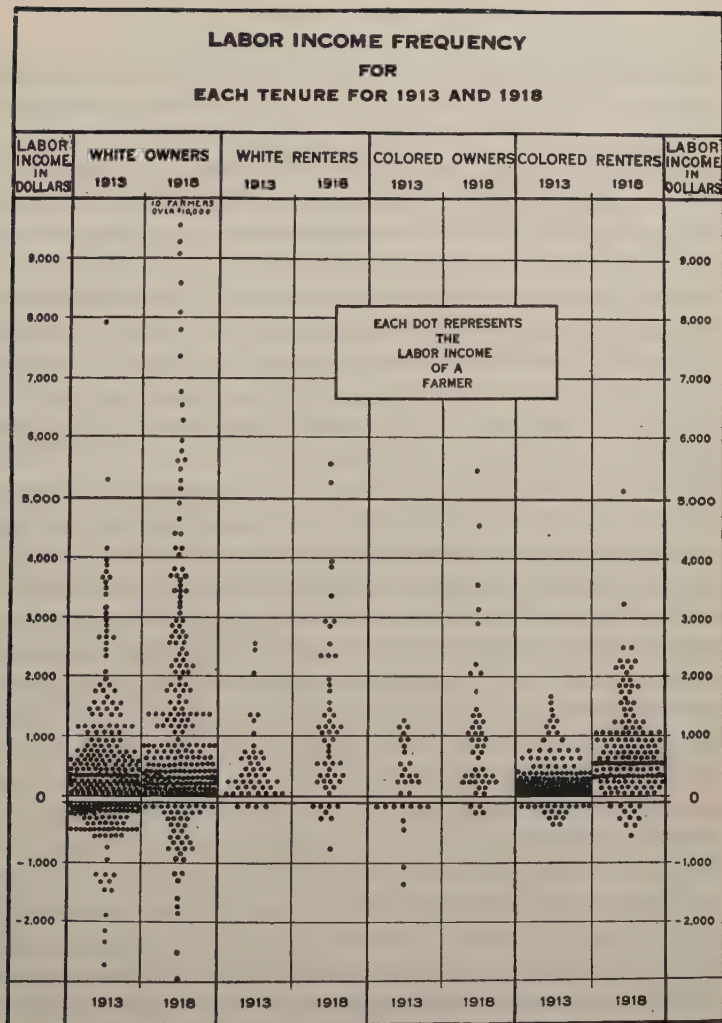 LABOR INCOME FREQUENCY
FOR
EACH TENURE FOR 1913 AND 1918
LABOR
INCOME
IN
DOLLARS
WHITE OWNERS
1913 1918
WHITE RENTERS
1913 1918
COLORED OWNERS
1913 1918
COLORED RENTERS
1913 1918
LABOR
INCOME
IN
DOLLARS
10 FARMERS
OVER $10,000
9,000 9,000
8,000 8,000
EACH DOT REPRESENTS
THE
LABOR INCOME
OF A
FARMER
7,000 7,000
6,000 6,000
5,000 5,000
4,000 4,000
3,000 3,000
2,000 2,000
1,000 1,000
0 0
-1,000 -1,000
-2,000 -2,000
1913 1918 1913 1918 1913 1918 1913 1918